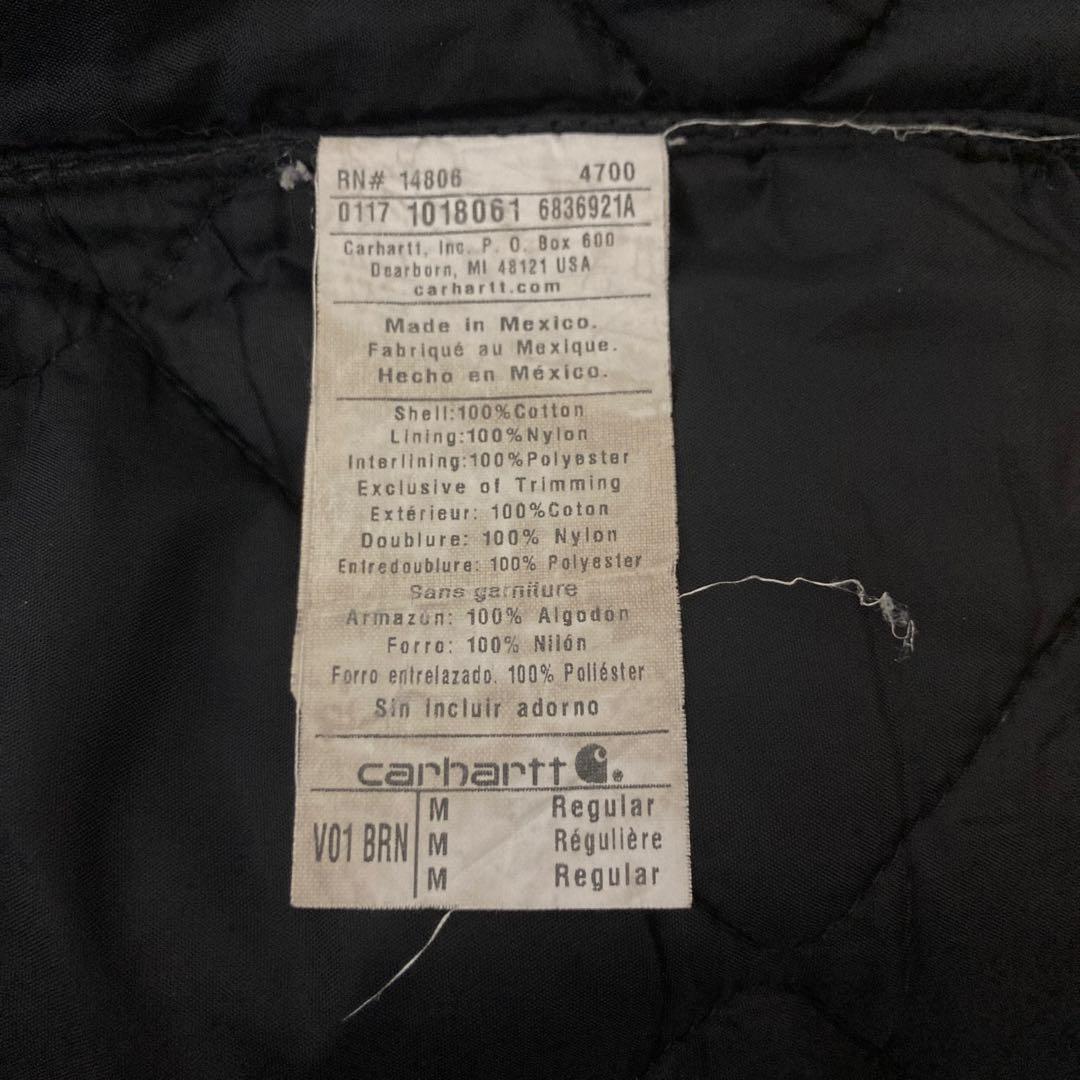 RN# 14806 4700
0117 1018061 6836921A
Carhartt, Inc. P. O. Box 600
Dearborn, MI 48121 USA
carhartt.com
Made in Mexico.
Fabriqué au Mexique.
Hecho en México.
Shell:100%Cotton
Lining:100%Nylon
Interlining:100%Polyester
Exclusive of Trimming
Extérieur: 100%Coton
Doublure: 100% Nylon
Entredoublure: 100% Polyester
Sans garniture
Armazón: 100% Algodón
Forro: 100% Nilón
Forro entrelazado. 100% Poliéster
Sin incluir adorno
carhartt
V01 BRN
M Regular
M Régulière
M Regular